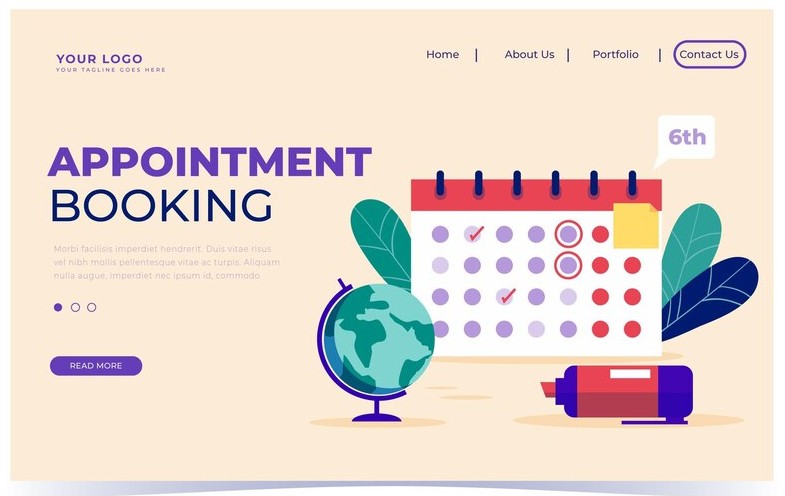 YOUR LOGO
YOUR TAGLINE GOES HERE
Home
About Us
Portfolio
Contact Us
6th
APPOINTMENT
BOOKING
Morbi facilisis imperdiet hendrerit. Duis vitae risus
vel nibh mollis pellentesque vitae ac turpis. Aliquam
nulla augue, imperdiet nec ipsum id, commodo.
READ MORE